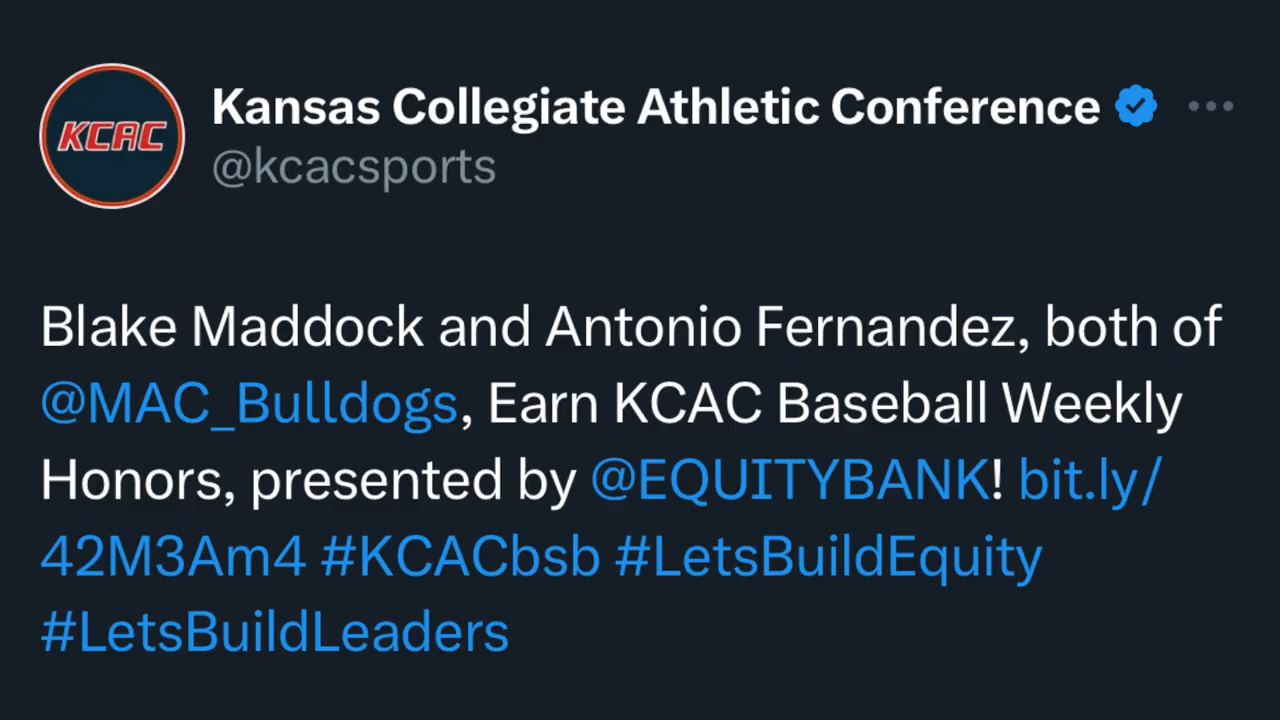 KCAC
Kansas Collegiate Athletic Conference
@kcacsports
Blake Maddock and Antonio Fernandez, both of
@MAC_Bulldogs, Earn KCAC Baseball Weekly
Honors, presented by @EQUITYBANK! bit.ly/
42M3Am4 #KCACbsb #LetsBuildEquity
#LetsBuildLeaders